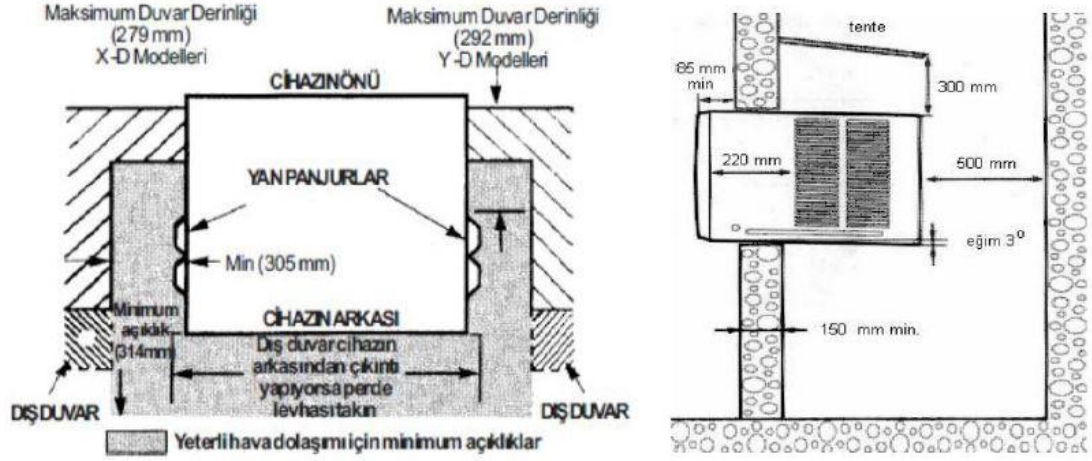 Maksimum Duvar Derinliği
(279 mm)
X-D Modelleri
Maksimum Duvar Derinliği
(292 mm)
Y-D Modelleri
CİHAZIN ÖNÜ
YAN PANJURLAR
Min (305 mm)
Minimum
açıklık
(314mm)
CİHAZIN ARKASI
Dış duvar cihazın
arkasından çıkıntı
yapıyorsa perde
levhası takın
DIŞ DUVAR
DIŞ DUVAR
Yeterli hava dolaşımı için minimum açıklıklar
tente
85 mm
min
300 mm
220 mm
500 mm
eğim 3°
150 mm min.